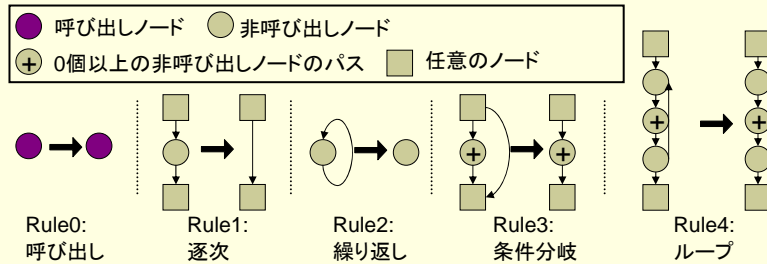 呼び出しノード 非呼び出しノード
+ 0個以上の非呼び出しノードのパス 任意のノード
+ + + +
Rule0: Rule1: Rule2: Rule3: Rule4:
呼び出し 逐次 繰り返し 条件分岐 ループ